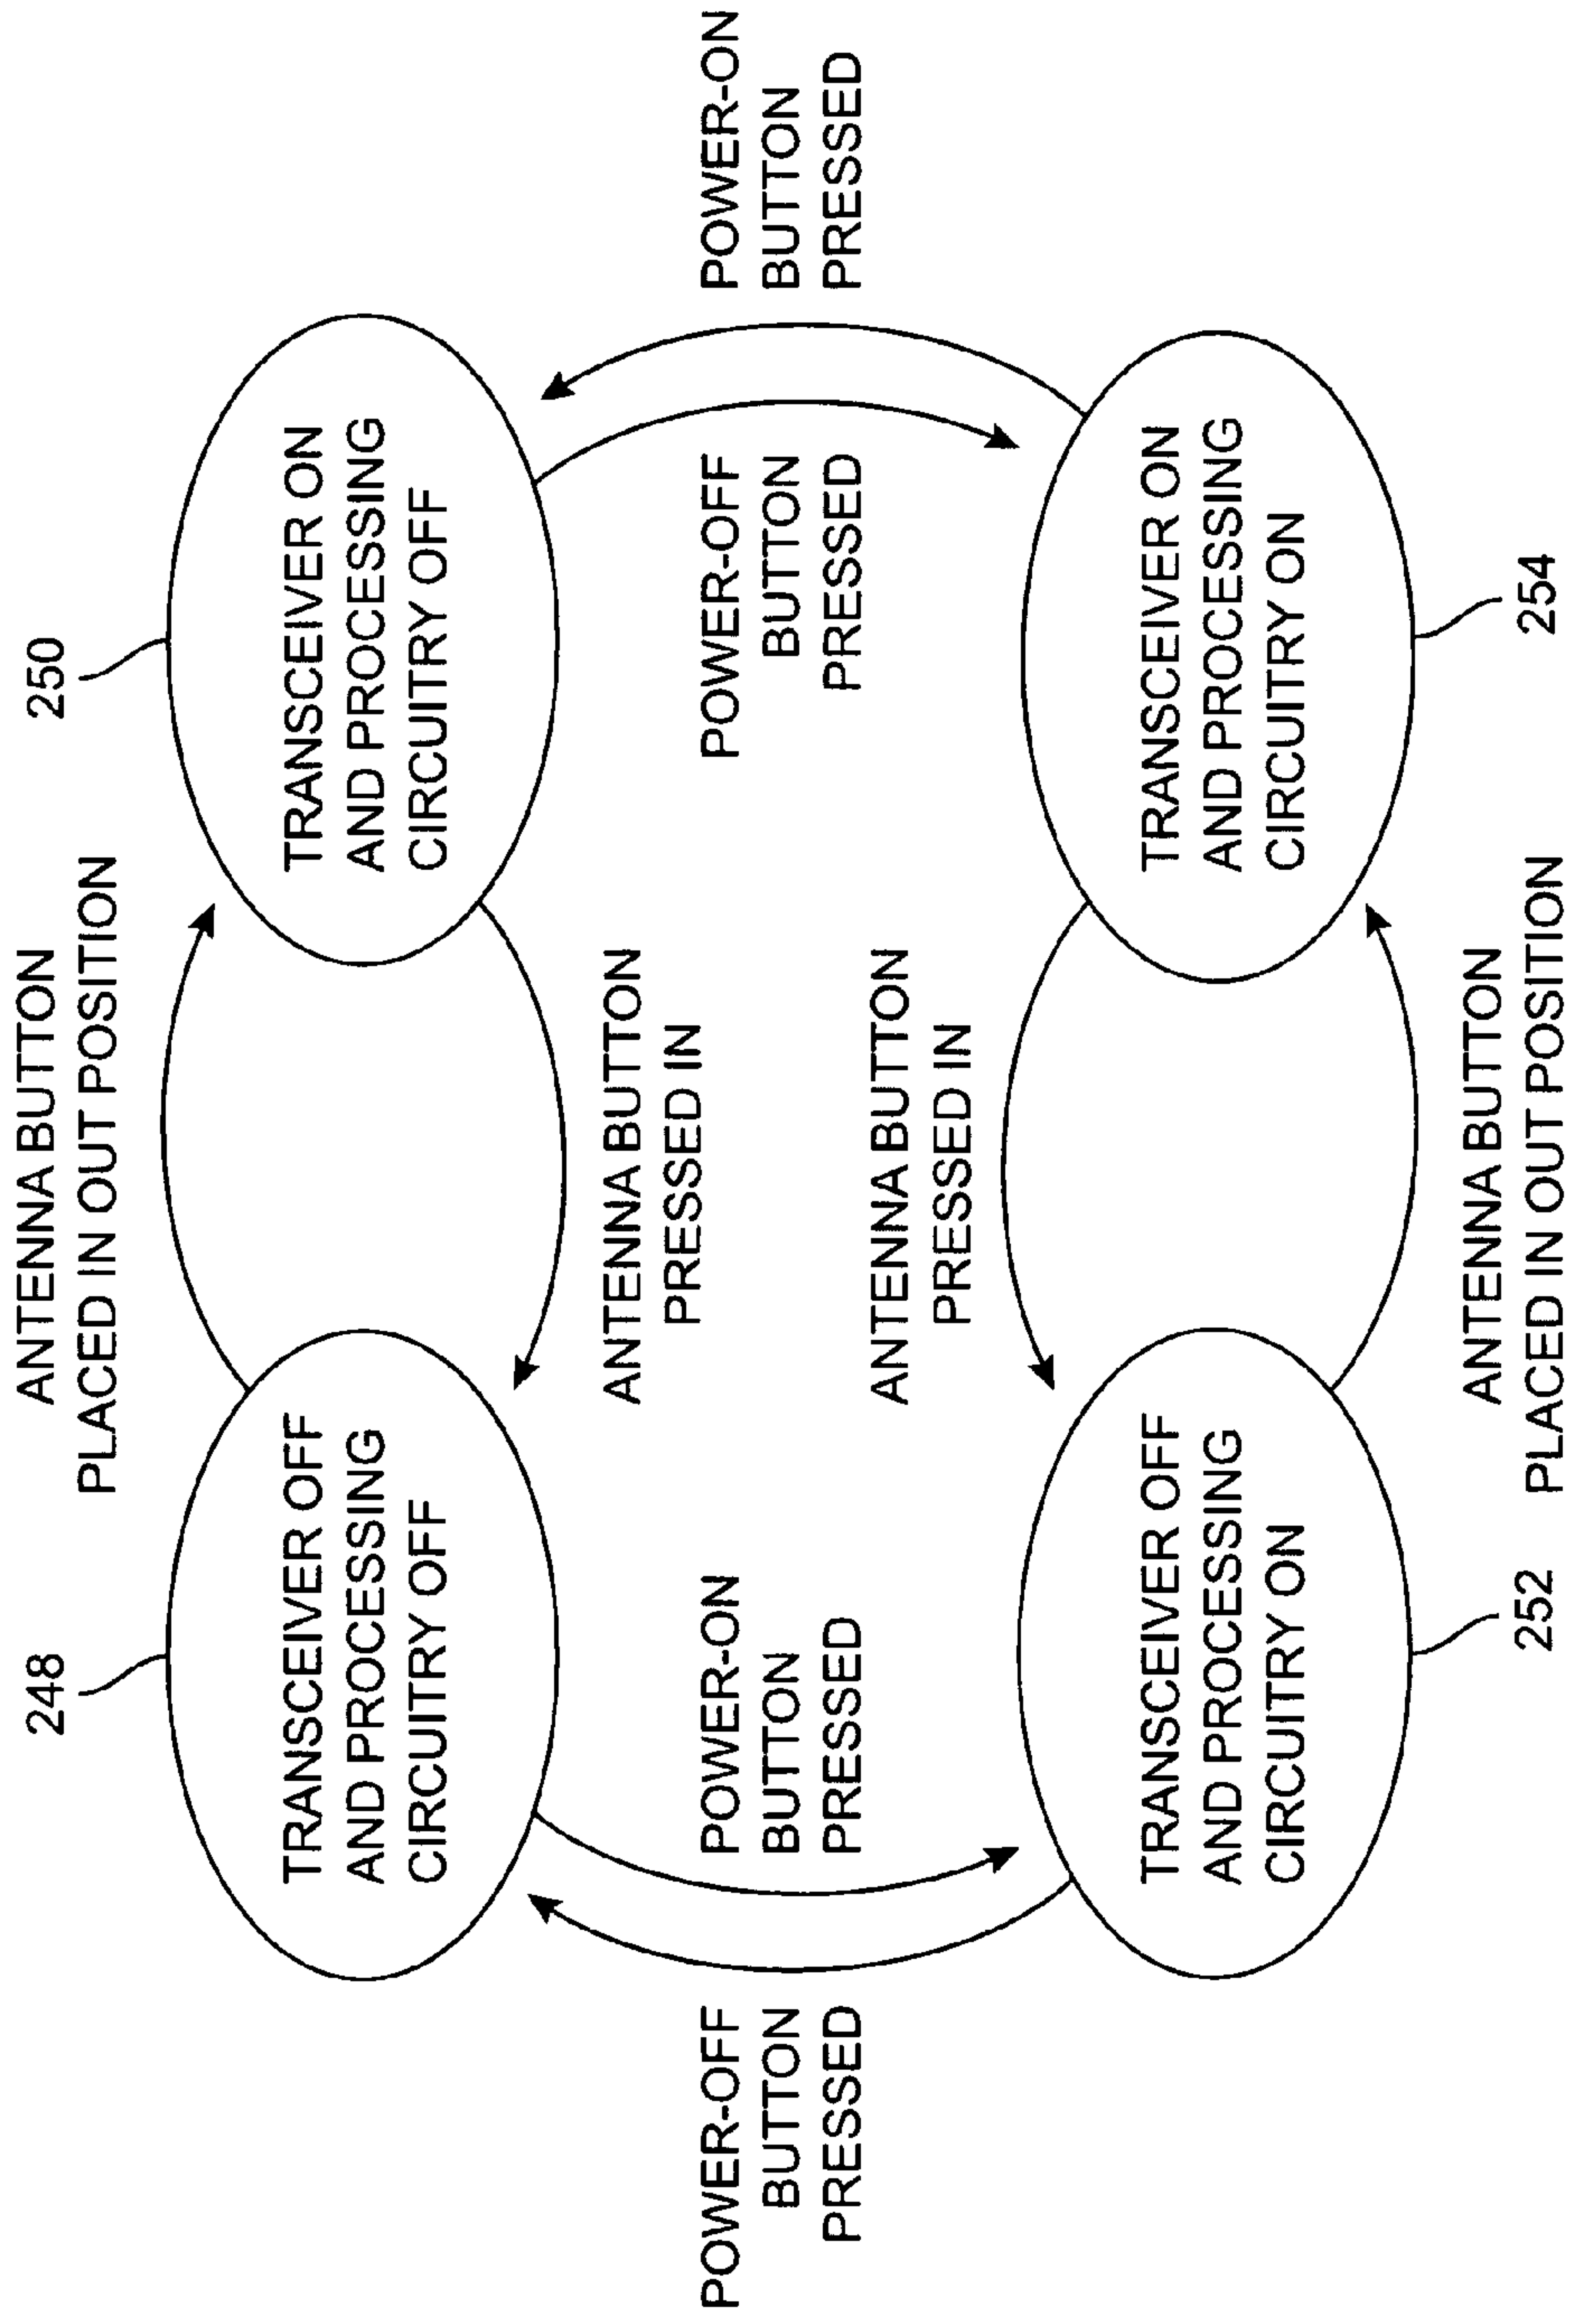 248
250
ANTENNA BUTTON
PLACED IN OUT POSITION
TRANSCEIVER OFF
AND PROCESSING
CIRCUITRY OFF
TRANSCEIVER ON
AND PROCESSING
CIRCUITRY OFF
ANTENNA BUTTON
PRESSED IN
POWER-OFF
BUTTON
PRESSED
POWER-ON
BUTTON
PRESSED
POWER-OFF
BUTTON
PRESSED
POWER-ON
BUTTON
PRESSED
ANTENNA BUTTON
PRESSED IN
TRANSCEIVER OFF
AND PROCESSING
CIRCUITRY ON
TRANSCEIVER ON
AND PROCESSING
CIRCUITRY ON
ANTENNA BUTTON
PLACED IN OUT POSITION
252
254